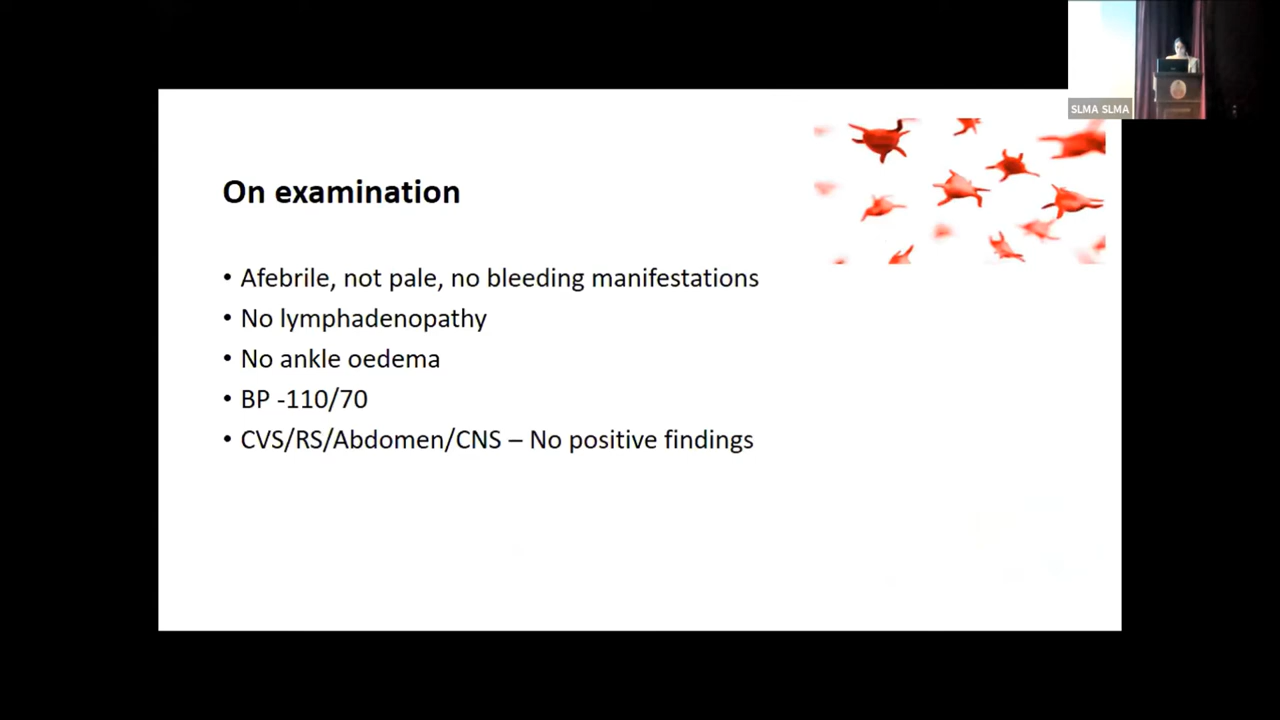 SLMA SLMA
On examination
• Afebrile, not pale, no bleeding manifestations
• No lymphadenopathy
• No ankle oedema
• BP -110/70
• CVS/RS/Abdomen/CNS – No positive findings